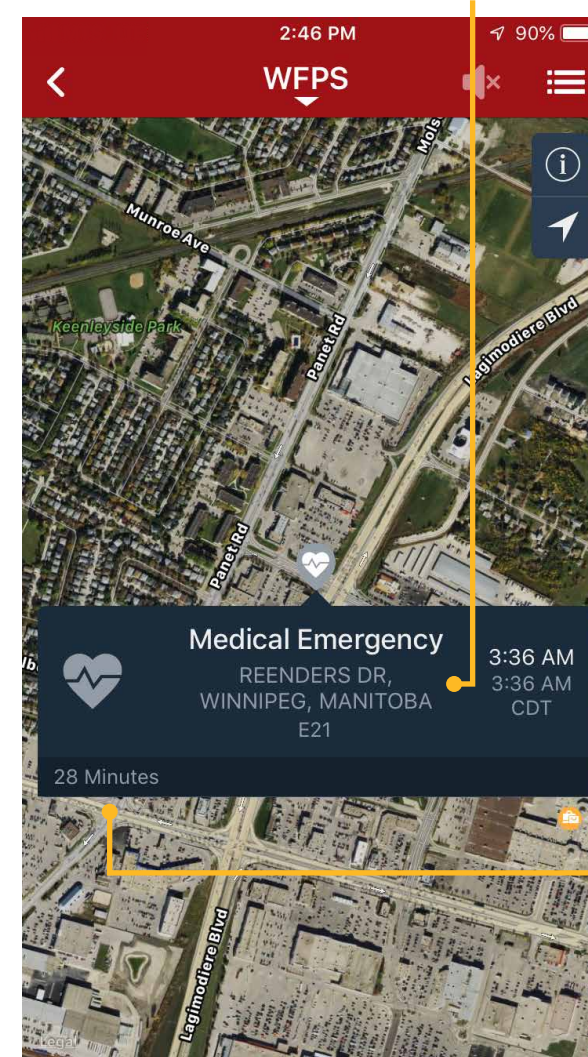 2:46 PM
90%
WFPS
Mols
Munroe Ave
Keenleyside Park
Panet Rd
Lagimodiere Blvd
Panet Rd
Medical Emergency
REENDERS DR,
WINNIPEG, MANITOBA
E21
3:36 AM
3:36 AM
CDT
28 Minutes
Lagimodiere Blvd
Legal